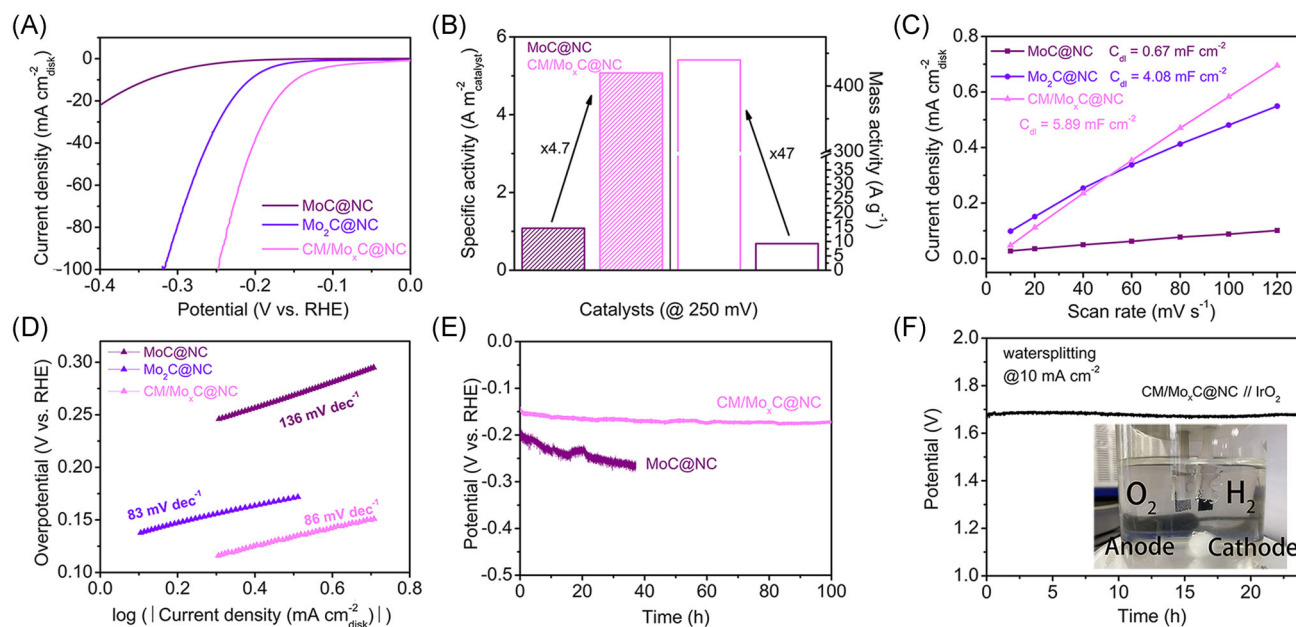 (A)
Current density (mA cm⁻²disk)
0
-20
-40
-60
-80
-100
MoC@NC
Mo₂C@NC
CM/MoₓC@NC
-0.4 -0.3 -0.2 -0.1 0.0
Potential (V vs. RHE)
(B)
Specific activity (A m⁻²catalyst)
6
5
4
3
2
1
0
MoC@NC
CM/MoₓC@NC
x4.7
x47
400
300
35
30
25
20
15
10
5
0
Mass activity (A g⁻¹)
Catalysts (@ 250 mV)
(C)
Current density (mA cm⁻²disk)
0.8
0.6
0.4
0.2
0.0
MoC@NC Cdl = 0.67 mF cm⁻²
Mo₂C@NC Cdl = 4.08 mF cm⁻²
CM/MoₓC@NC
Cdl = 5.89 mF cm⁻²
0 20 40 60 80 100 120
Scan rate (mV s⁻¹)
(D)
Overpotential (V vs. RHE)
0.30
0.25
0.20
0.15
0.10
MoC@NC
Mo₂C@NC
CM/MoₓC@NC
136 mV dec⁻¹
83 mV dec⁻¹
86 mV dec⁻¹
0.0 0.2 0.4 0.6 0.8
log (|Current density (mA cm⁻²disk)|)
(E)
Potential (V vs. RHE)
0.0
-0.1
-0.2
-0.3
-0.4
-0.5
CM/MoₓC@NC
MoC@NC
0 20 40 60 80 100
Time (h)
(F)
Potential (V)
2.0
1.8
1.6
1.4
1.2
1.0
watersplitting
@10 mA cm⁻²
CM/MoₓC@NC // IrO₂
O₂ H₂
Anode Cathode
0 5 10 15 20
Time (h)